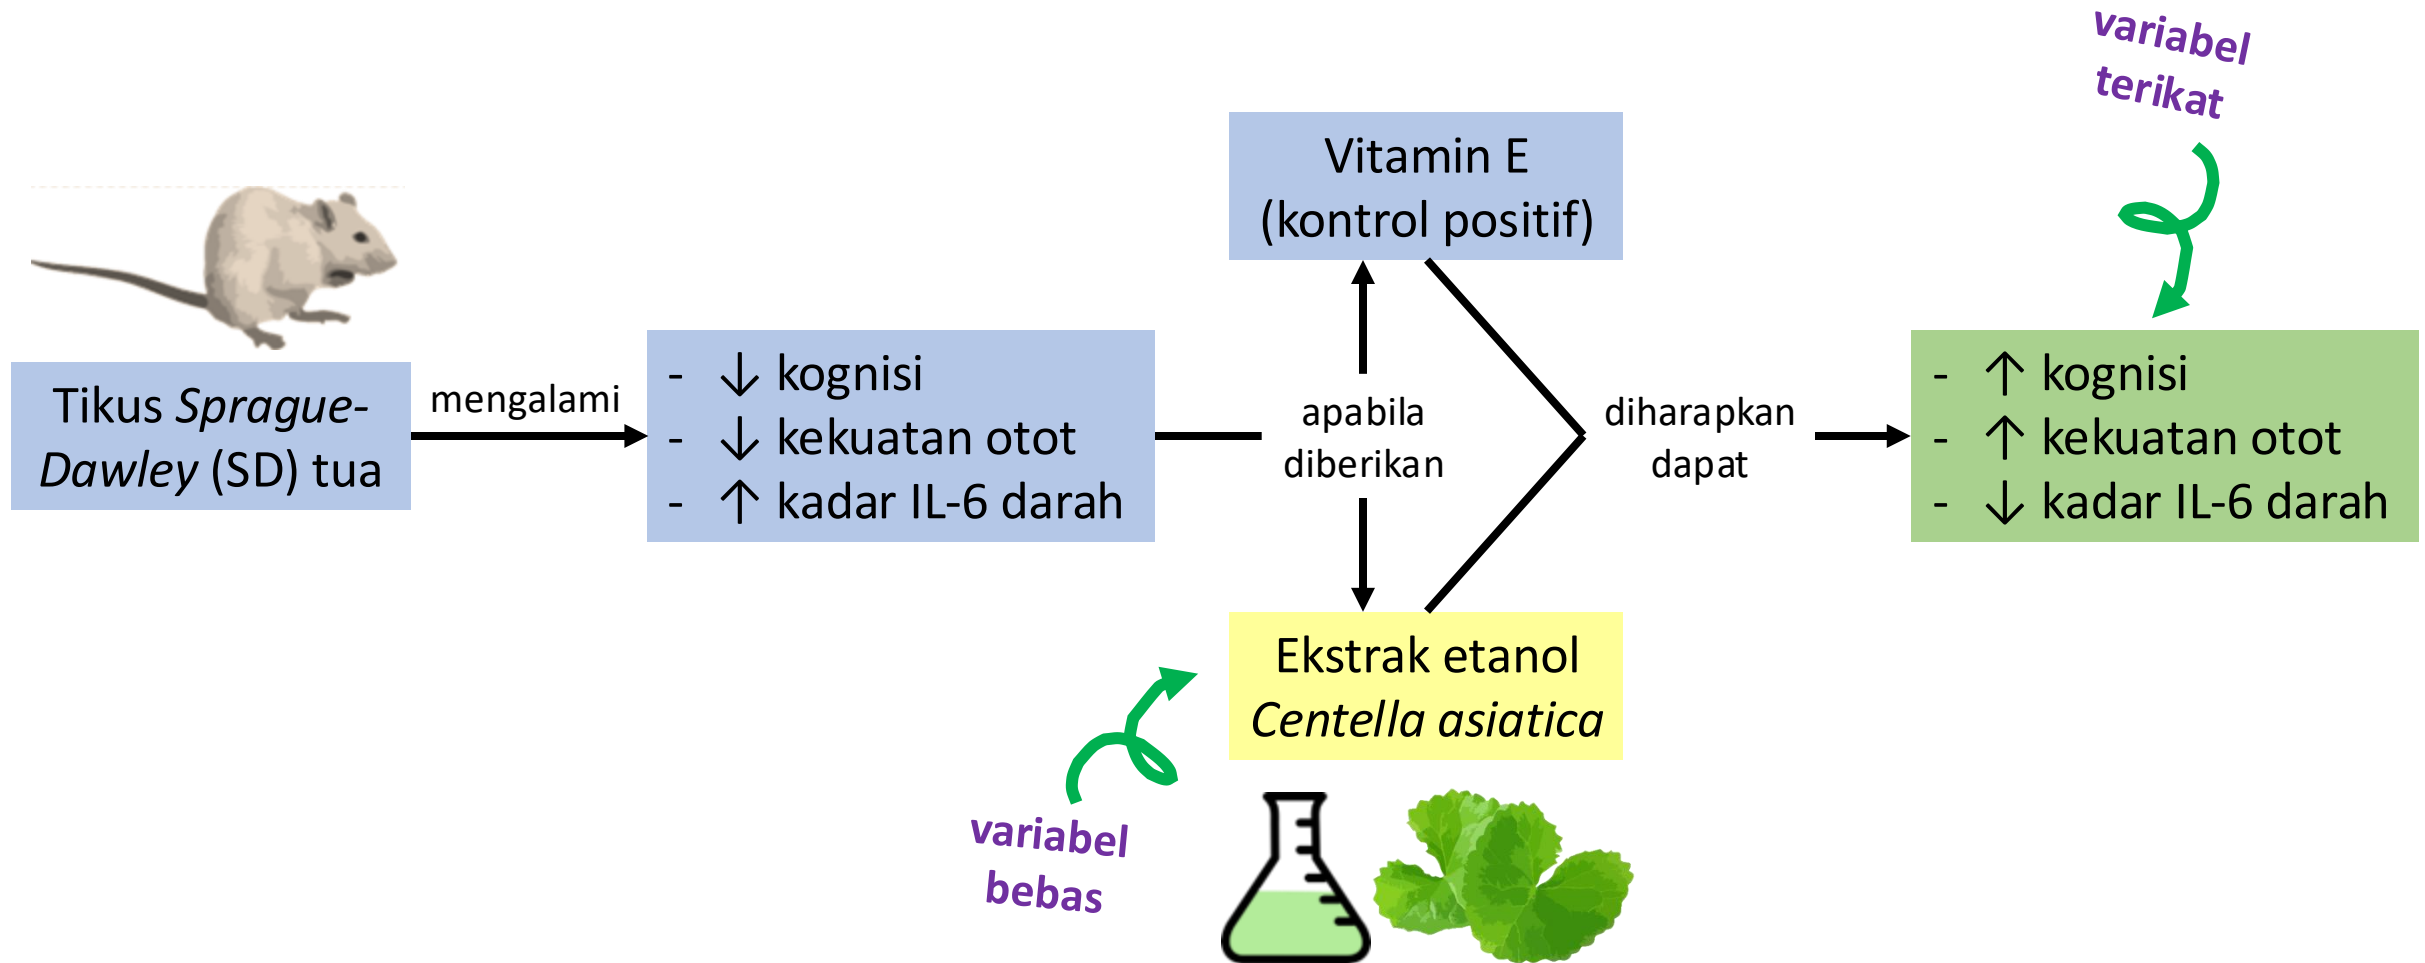 variabel
terikat
Vitamin E
(kontrol positif)
Tikus Sprague-
Dawley (SD) tua
mengalami
- ↓ kognisi
- ↓ kekuatan otot
- ↑ kadar IL-6 darah
apabila
diberikan
diharapkan
dapat
- ↑ kognisi
- ↑ kekuatan otot
- ↓ kadar IL-6 darah
Ekstrak etanol
Centella asiatica
variabel
bebas